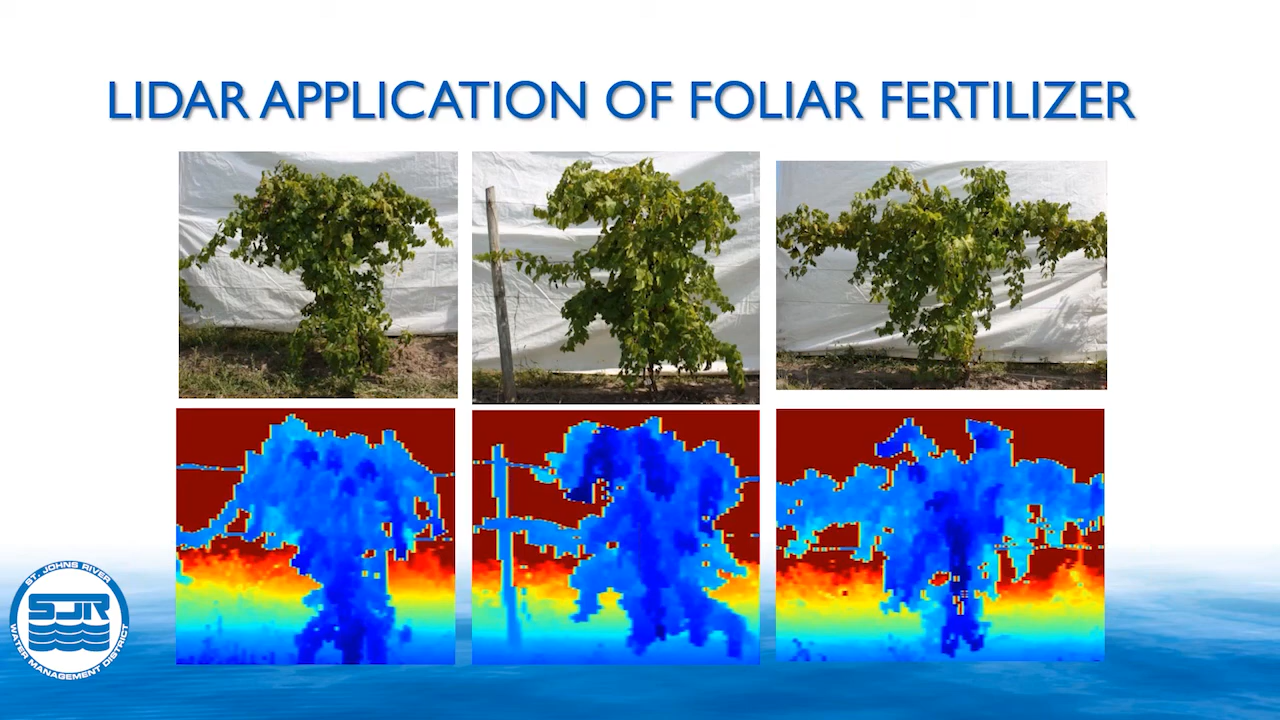 LIDAR APPLICATION OF FOLIAR FERTILIZER
ST. JOHNS RIVER
SJR
WATER MANAGEMENT DISTRICT